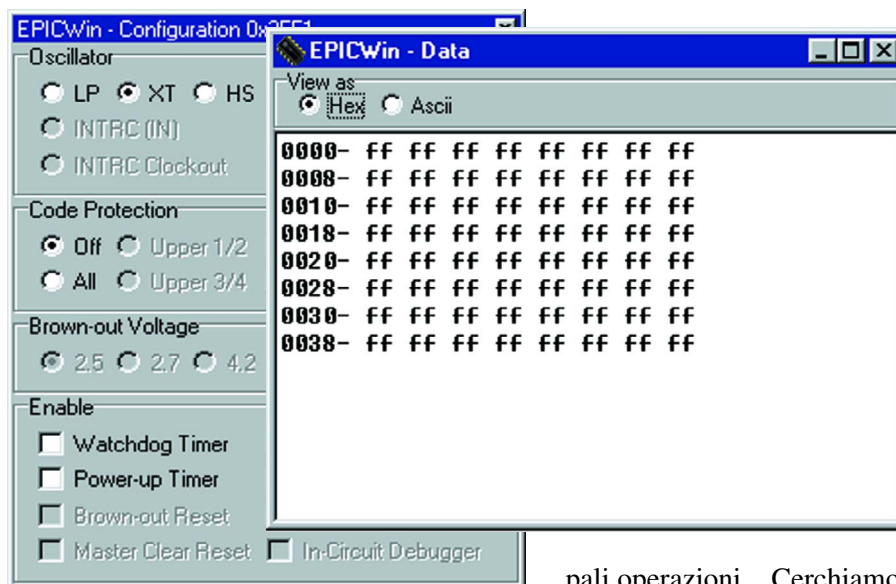 EPICWin - Configuration
Oscillator
LP XT HS
INTRC (IN)
INTRC Clockout
Code Protection
Off Upper 1/2
All Upper 3/4
Brown-out Voltage
2.5 2.7 4.2
Enable
Watchdog Timer
Power-up Timer
Brown-out Reset
Master Clear Reset In-Circuit Debugger
EPICWin - Data
View as
Hex Ascii
0000- ff ff ff ff ff ff ff ff
0008- ff ff ff ff ff ff ff ff
0010- ff ff ff ff ff ff ff ff
0018- ff ff ff ff ff ff ff ff
0020- ff ff ff ff ff ff ff ff
0028- ff ff ff ff ff ff ff ff
0030- ff ff ff ff ff ff ff ff
0038- ff ff ff ff ff ff ff ff
pali operazioni. Cerchiamo